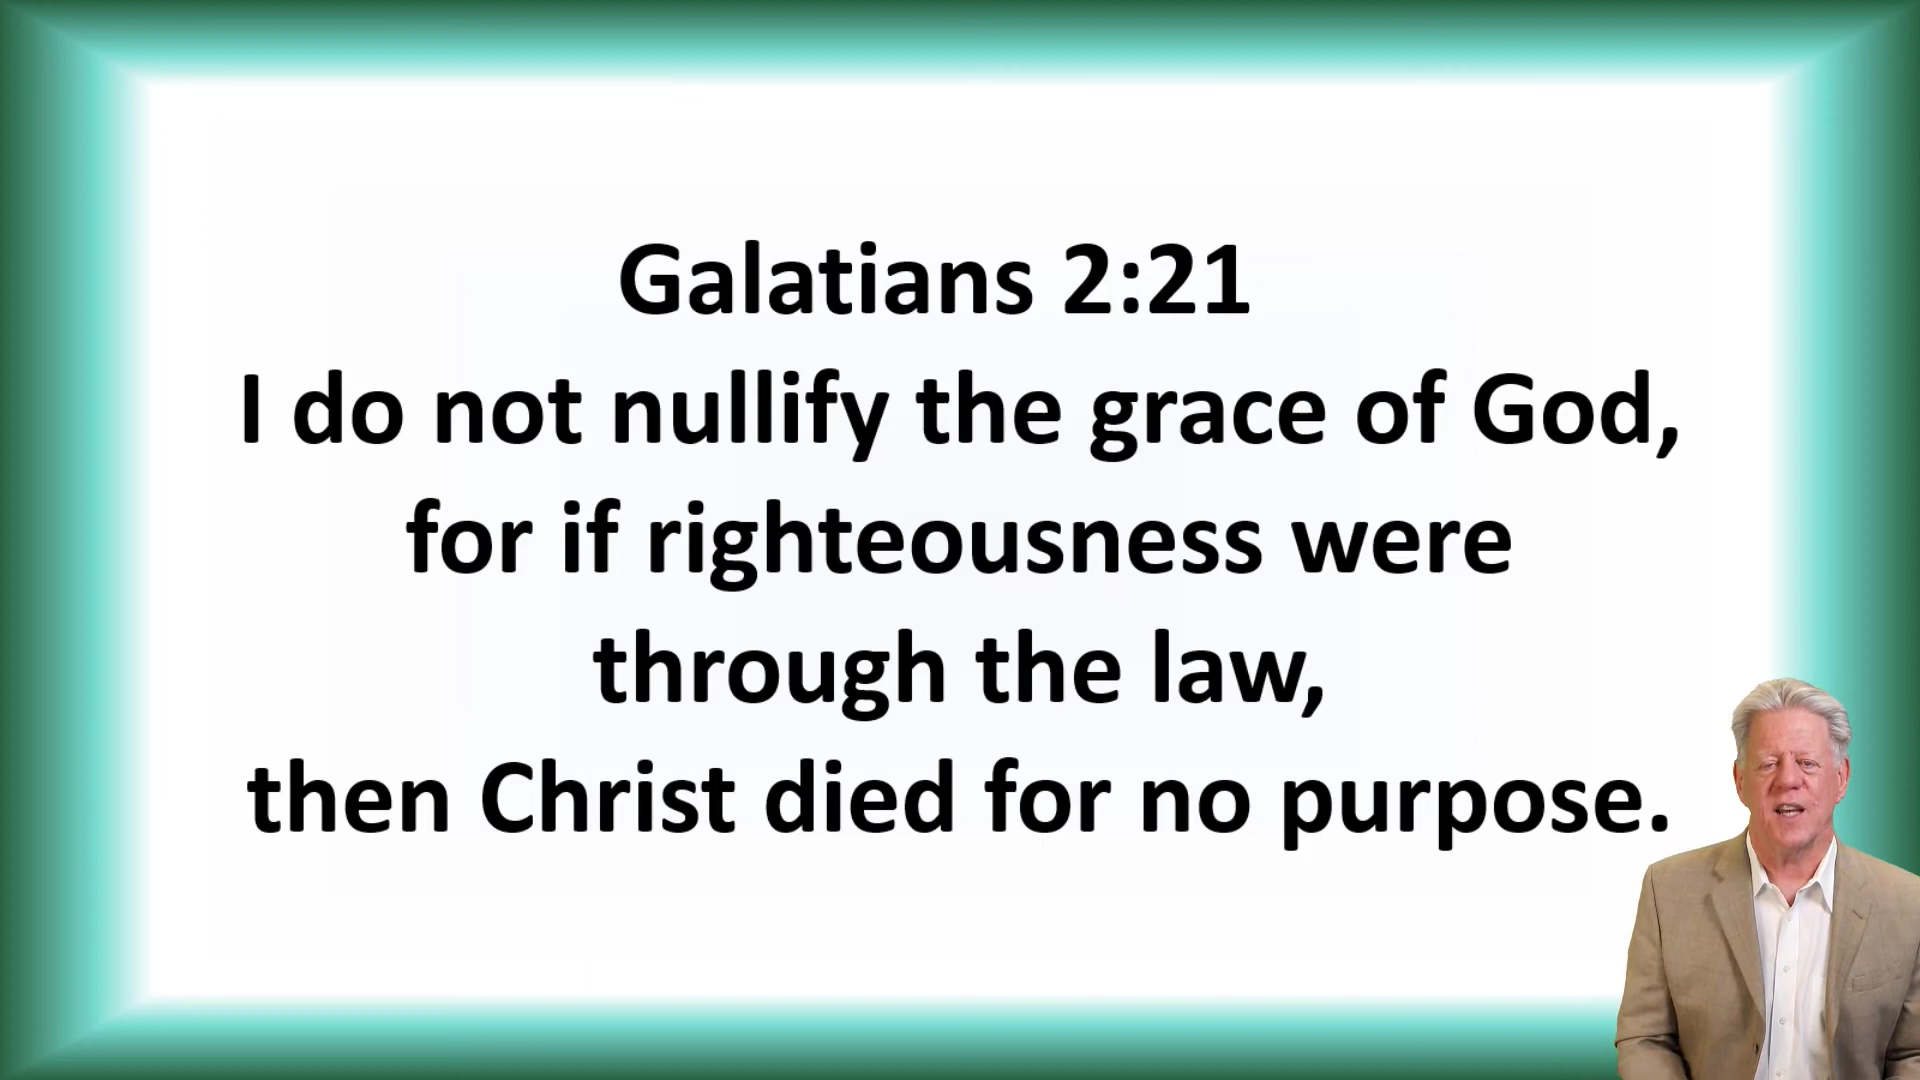 Galatians 2:21
I do not nullify the grace of God,
for if righteousness were
through the law,
then Christ died for no purpose.